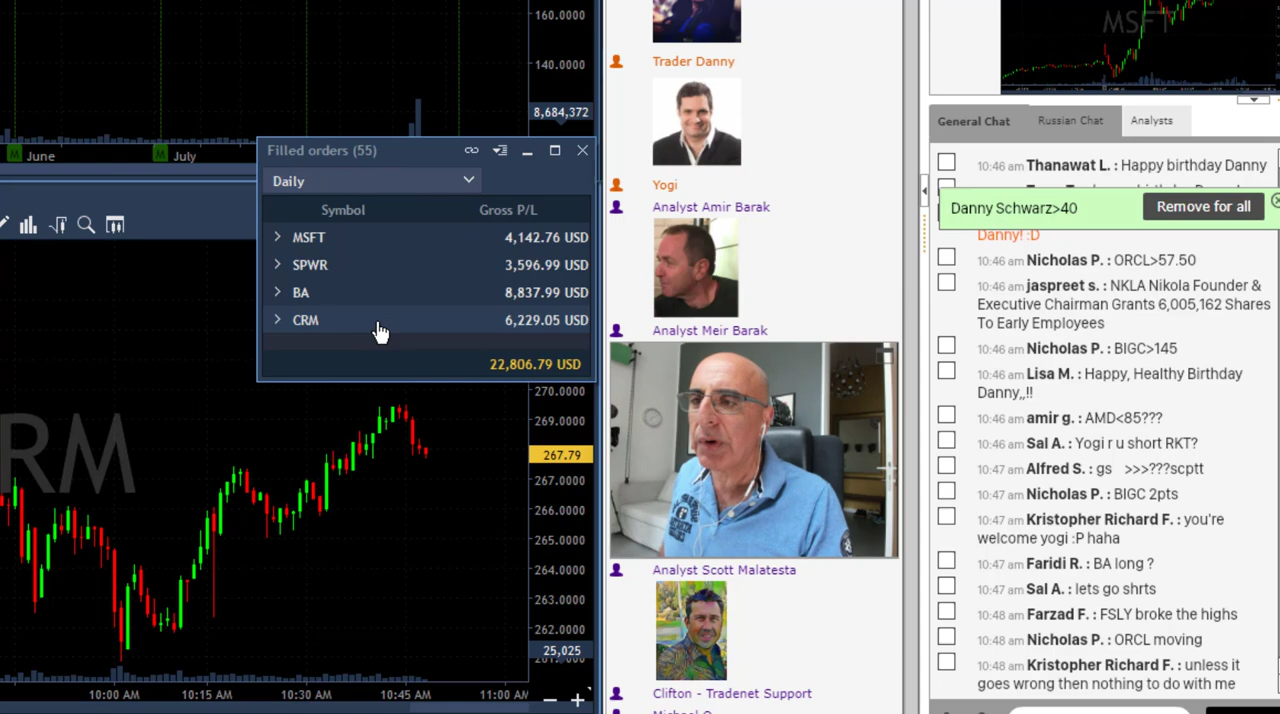 160.0000
140.0000
8,684,372
M June
M July
Filled orders (55)
Daily
Symbol Gross P/L
MSFT 4,142.76 USD
SPWR 3,596.99 USD
BA 8,837.99 USD
CRM 6,229.05 USD
22,806.79 USD
RM
270.0000
269.0000
267.79
267.0000
266.0000
265.0000
264.0000
263.0000
262.0000
25,025
10:00 AM 10:15 AM 10:30 AM 10:45 AM 11:00 AM
Trader Danny
Yogi
Analyst Amir Barak
Analyst Meir Barak
Analyst Scott Malatesta
Clifton - Tradenet Support
MSFT
General Chat Russian Chat Analysts
10:46 am Thanawat L. : Happy birthday Danny
Danny Schwarz>40 Remove for all
Danny! :D
10:46 am Nicholas P. : ORCL>57.50
10:46 am jaspreet s. : NKLA Nikola Founder &
Executive Chairman Grants 6,005,162 Shares
To Early Employees
10:46 am Nicholas P. : BIGC>145
10:46 am Lisa M. : Happy, Healthy Birthday
Danny,,!!
10:46 am amir g. : AMD<85???
10:46 am Sal A. : Yogi r u short RKT?
10:47 am Alfred S. : gs >>>???scptt
10:47 am Nicholas P. : BIGC 2pts
10:47 am Kristopher Richard F. : you're
welcome yogi :P haha
10:47 am Faridi R. : BA long ?
10:47 am Sal A. : lets go shrts
10:48 am Farzad F. : FSLY broke the highs
10:48 am Nicholas P. : ORCL moving
10:48 am Kristopher Richard F. : unless it
goes wrong then nothing to do with me